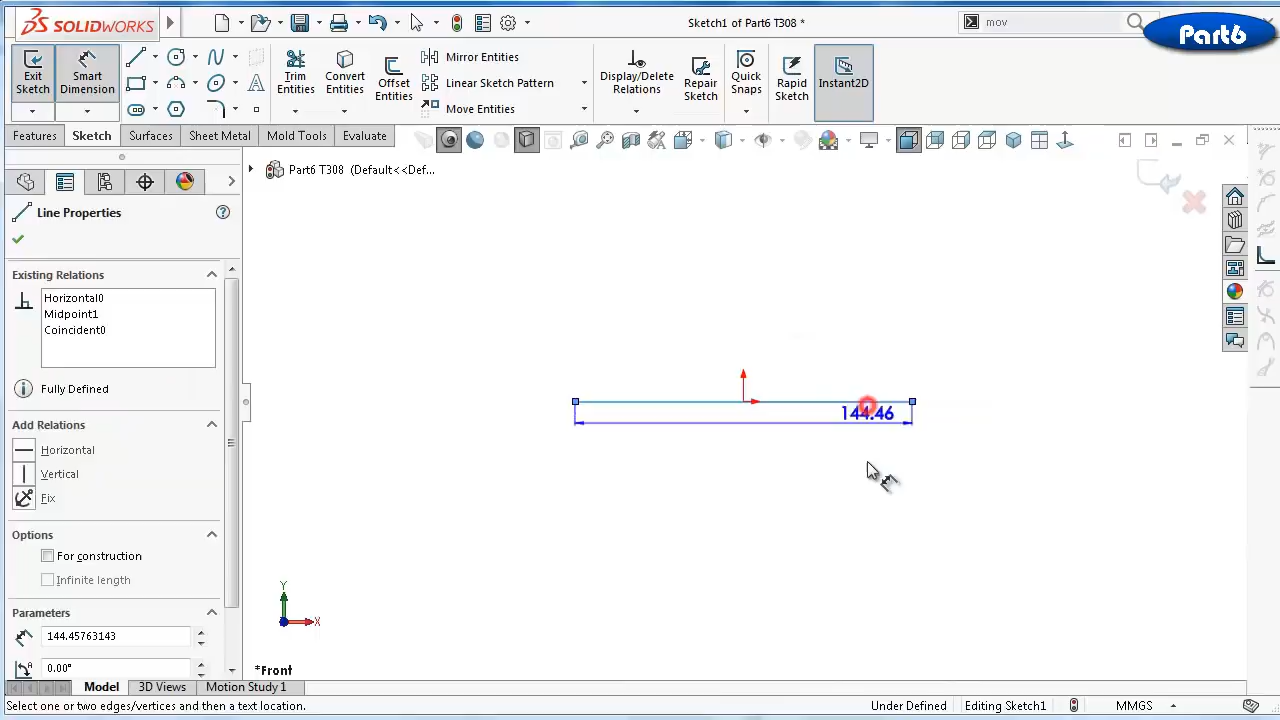 SOLIDWORKS
Sketch1 of Part6 T308 *
mov
Part6
Exit Sketch
Smart Dimension
Trim Entities
Convert Entities
Offset Entities
Mirror Entities
Linear Sketch Pattern
Move Entities
Display/Delete Relations
Repair Sketch
Quick Snaps
Rapid Sketch
Instant2D
Features
Sketch
Surfaces
Sheet Metal
Mold Tools
Evaluate
Part6 T308 (Default<<Def...
Line Properties
Existing Relations
Horizontal0
Midpoint1
Coincident0
Fully Defined
Add Relations
Horizontal
Vertical
Fix
Options
For construction
Infinite length
Parameters
144.45763143
0.00°
144.46
Y
X
*Front
Model
3D Views
Motion Study 1
Select one or two edges/vertices and then a text location.
Under Defined
Editing Sketch1
MMGS